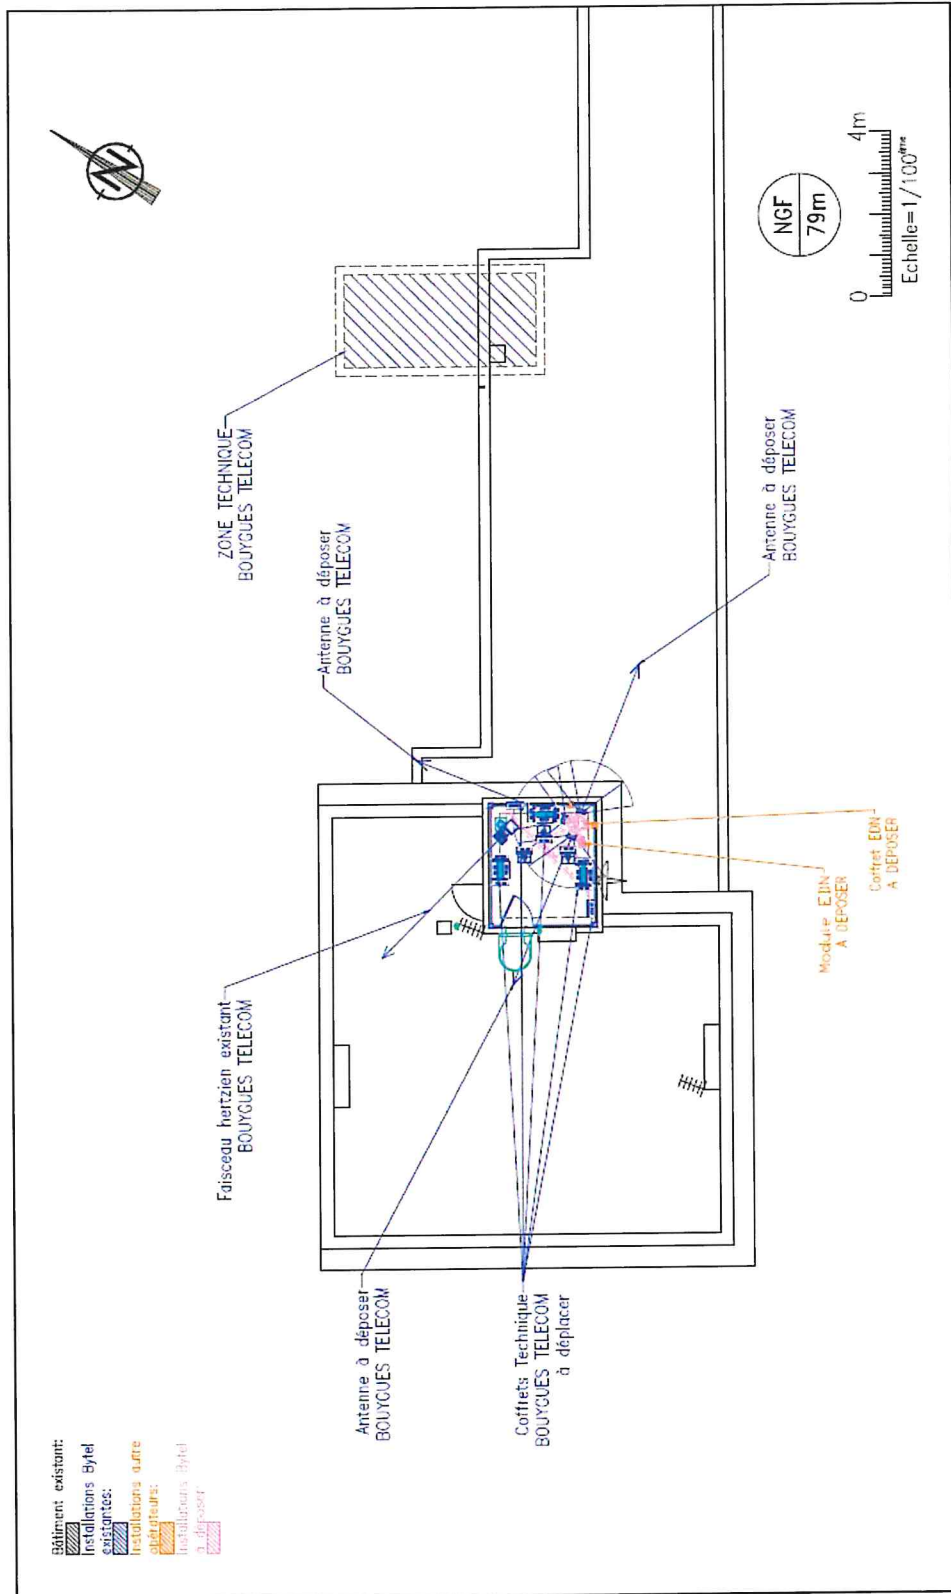 Bâtiment existant:
Installations Bytel
existantes:
Installations autre
opérateurs:
Installations Bytel
à déposer:
Antenne à déposer
BOUYGUES TELECOM
Coffrets Technique
BOUYGUES TELECOM
à déplacer
Faisceau hertzien existant
BOUYGUES TELECOM
Antenne à déposer
BOUYGUES TELECOM
ZONE TECHNIQUE
BOUYGUES TELECOM
Module EDN
A DEPOSER
Coffret EDN
A DEPOSER
Antenne à déposer
BOUYGUES TELECOM
N
NGF
79m
0 4m
Echelle=1/100ème